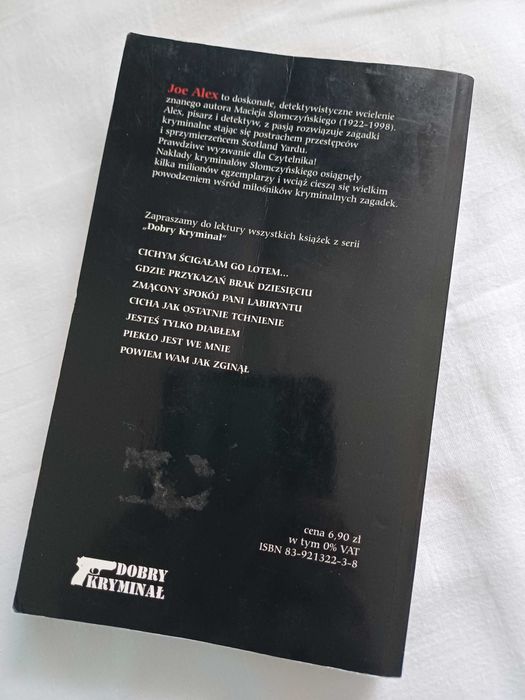 Joe Alex to doskonałe, detektywistyczne wcielenie
znanego autora Macieja Słomczyńskiego (1922–1998).
Alex, pisarz i detektyw, z pasją rozwiązuje zagadki
kryminalne stając się postrachem przestępców
i sprzymierzeńcem Scotland Yardu.
Prawdziwe wyzwanie dla Czytelnika!
Nakłady kryminałów Słomczyńskiego osiągnęły
kilka milionów egzemplarzy i wciąż cieszą się wielkim
powodzeniem wśród miłośników kryminalnych zagadek.
Zapraszamy do lektury wszystkich książek z serii
„Dobry Kryminał”
CICHYM ŚCIGAŁAM GO LOTEM...
GDZIE PRZYKAZAŃ BRAK DZIESIĘCIU
ZMĄCONY SPOKÓJ PANI LABIRYNTU
CICHA JAK OSTATNIE TCHNIENIE
JESTEŚ TYLKO DIABŁEM
PIEKŁO JEST WE MNIE
POWIEM WAM JAK ZGINĄŁ
cena 6,90 zł
w tym 0% VAT
ISBN 83-921322-3-8
DOBRY
KRYMINAŁ